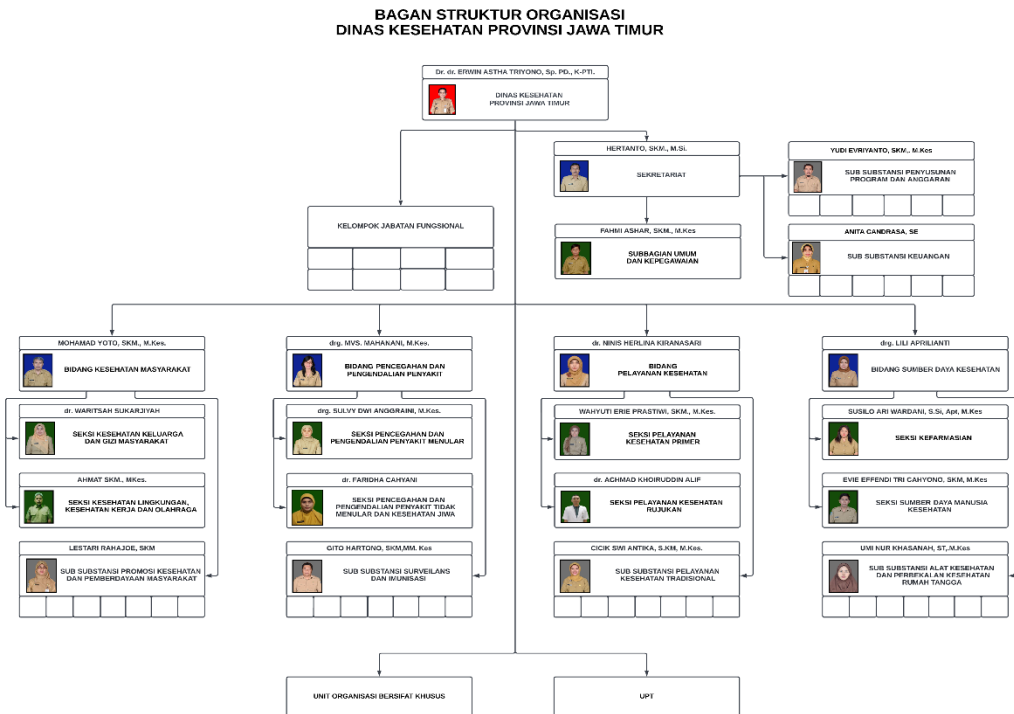 BAGAN STRUKTUR ORGANISASI
DINAS KESEHATAN PROVINSI JAWA TIMUR
Dr. dr. ERWIN ASTHA TRIYONO, Sp. PD., K-PTI.
DINAS KESEHATAN
PROVINSI JAWA TIMUR
HERTANTO, SKM., M.Si.
SEKRETARIAT
YUDI EVRIYANTO, SKM., M.Kes
SUB SUBSTANSI PENYUSUNAN
PROGRAM DAN ANGGARAN
KELOMPOK JABATAN FUNGSIONAL
FAHMI ASHAR, SKM., M.Kes
SUBBAGIAN UMUM
DAN KEPEGAWAIAN
ANITA CANDRASA, SE
SUB SUBSTANSI KEUANGAN
MOHAMAD YOTO, SKM., M.Kes.
BIDANG KESEHATAN MASYARAKAT
drg. MVS. MAHANANI, M.Kes.
BIDANG PENCEGAHAN DAN
PENGENDALIAN PENYAKIT
dr. NINIS HERLINA KIRANASARI
BIDANG
PELAYANAN KESEHATAN
drg. LILI APRILIANTI
BIDANG SUMBER DAYA KESEHATAN
dr. WARITSAH SUKARJIYAH
SEKSI KESEHATAN KELUARGA
DAN GIZI MASYARAKAT
drg. SULVY DWI ANGGRAINI, M.Kes.
SEKSI PENCEGAHAN DAN
PENGENDALIAN PENYAKIT MENULAR
WAHYUTI ERIE PRASTIWI, SKM., M.Kes.
SEKSI PELAYANAN
KESEHATAN PRIMER
SUSILO ARI WARDANI, S.Si, Apt, M.Kes
SEKSI KEFARMASIAN
AHMAT SKM., MKes.
SEKSI KESEHATAN LINGKUNGAN,
KESEHATAN KERJA DAN OLAHRAGA
dr. FARIDHA CAHYANI
SEKSI PENCEGAHAN DAN
PENGENDALIAN PENYAKIT TIDAK
MENULAR DAN KESEHATAN JIWA
dr. ACHMAD KHOIRUDDIN ALIF
SEKSI PELAYANAN KESEHATAN
RUJUKAN
EVIE EFFENDI TRI CAHYONO, SKM, M.Kes
SEKSI SUMBER DAYA MANUSIA
KESEHATAN
LESTARI RAHAJOE, SKM
SUB SUBSTANSI PROMOSI KESEHATAN
DAN PEMBERDAYAAN MASYARAKAT
GITO HARTONO, SKM,MM. Kes
SUB SUBSTANSI SURVEILANS
DAN IMUNISASI
CICIK SWI ANTIKA, S.KM, M.Kes.
SUB SUBSTANSI PELAYANAN
KESEHATAN TRADISIONAL
UMI NUR KHASANAH, ST,.M.Kes
SUB SUBSTANSI ALAT KESEHATAN
DAN PERBEKALAN KESEHATAN
RUMAH TANGGA
UNIT ORGANISASI BERSIFAT KHUSUS
UPT